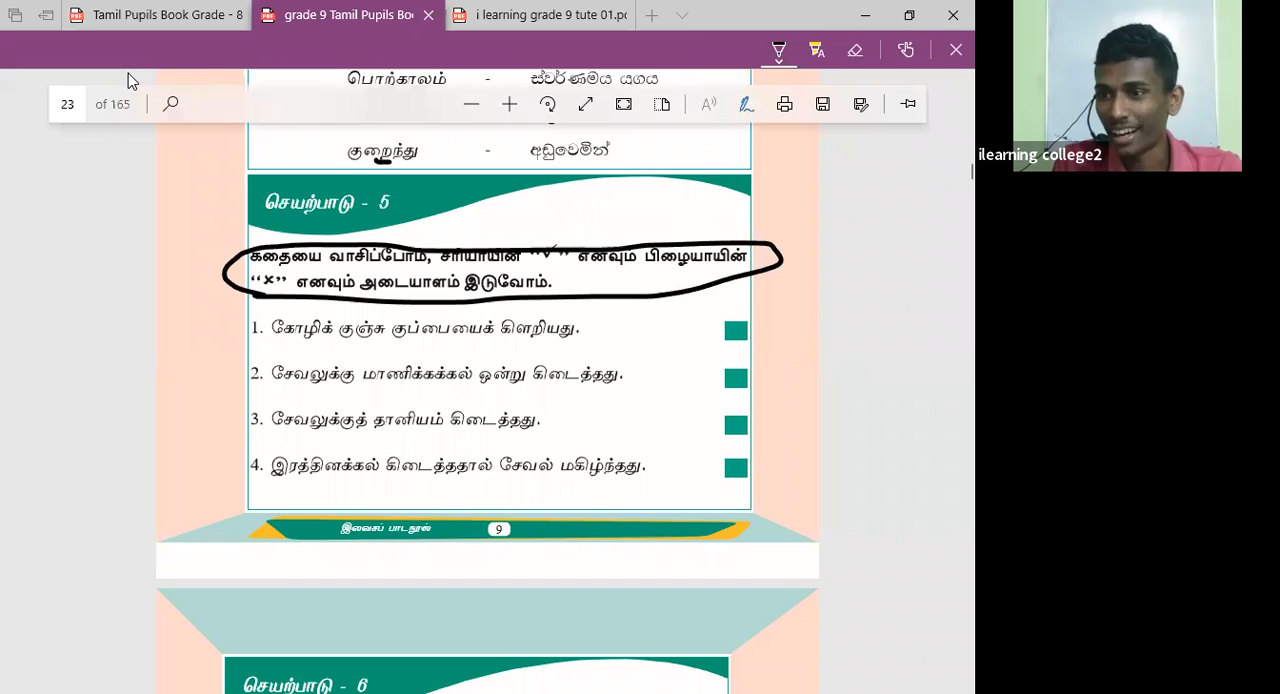 Tamil Pupils Book Grade - 8
grade 9 Tamil Pupils Bo
i learning grade 9 tute 01.pc
23 of 165
பொற்காலம் - ස්වර්ණමය යුගය
குறைந்து - අඩුවෙමින්
செயற்பாடு - 5
கதையை வாசிப்போம், சரியாயின் “✓” எனவும் பிழையாயின்
“×” எனவும் அடையாளம் இடுவோம்.
1. கோழிக் குஞ்சு குப்பையைக் கிளறியது.
2. சேவலுக்கு மாணிக்கக்கல் ஒன்று கிடைத்தது.
3. சேவலுக்குத் தானியம் கிடைத்தது.
4. இரத்தினக்கல் கிடைத்ததால் சேவல் மகிழ்ந்தது.
இலவசப் பாடநூல் 9
செயற்பாடு - 6
ilearning college2